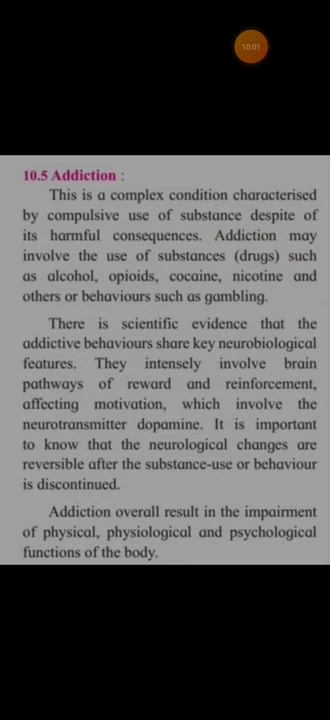 10:01
10.5 Addiction :
This is a complex condition characterised
by compulsive use of substance despite of
its harmful consequences. Addiction may
involve the use of substances (drugs) such
as alcohol, opioids, cocaine, nicotine and
others or behaviours such as gambling.
There is scientific evidence that the
addictive behaviours share key neurobiological
features. They intensely involve brain
pathways of reward and reinforcement,
affecting motivation, which involve the
neurotransmitter dopamine. It is important
to know that the neurological changes are
reversible after the substance-use or behaviour
is discontinued.
Addiction overall result in the impairment
of physical, physiological and psychological
functions of the body.